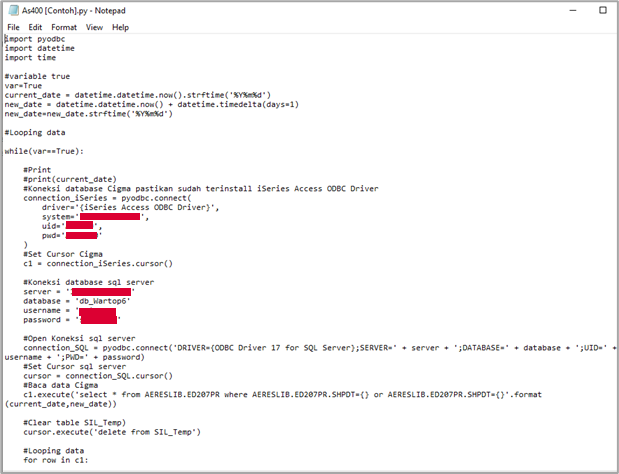 As400 [Contoh].py - Notepad
File Edit Format View Help
import pyodbc
import datetime
import time
#variable true
var=True
current_date = datetime.datetime.now().strftime('%Y%m%d')
new_date = datetime.datetime.now() + datetime.timedelta(days=1)
new_date=new_date.strftime('%Y%m%d')
#Looping data
while(var==True):
#Print
#print(current_date)
#Koneksi database Cigma pastikan sudah terinstall iSeries Access ODBC Driver
connection_iSeries = pyodbc.connect(
driver='{iSeries Access ODBC Driver}',
system='',
uid='',
pwd=''
)
#Set Cursor Cigma
c1 = connection_iSeries.cursor()
#Koneksi database sql server
server = ''
database = 'db_Wartop6'
username = '
password = '
#Open Koneksi sql server
connection_SQL = pyodbc.connect('DRIVER={ODBC Driver 17 for SQL Server};SERVER=' + server + ';DATABASE=' + database + ';UID=' +
username + ';PWD=' + password)
#Set Cursor sql server
cursor = connection_SQL.cursor()
#Baca data Cigma
c1.execute('select * from AERESLIB.ED207PR where AERESLIB.ED207PR.SHPDT={} or AERESLIB.ED207PR.SHPDT={}'.format
(current_date,new_date))
#Clear table SIL_Temp)
cursor.execute('delete from SIL_Temp')
#Looping data
for row in c1: